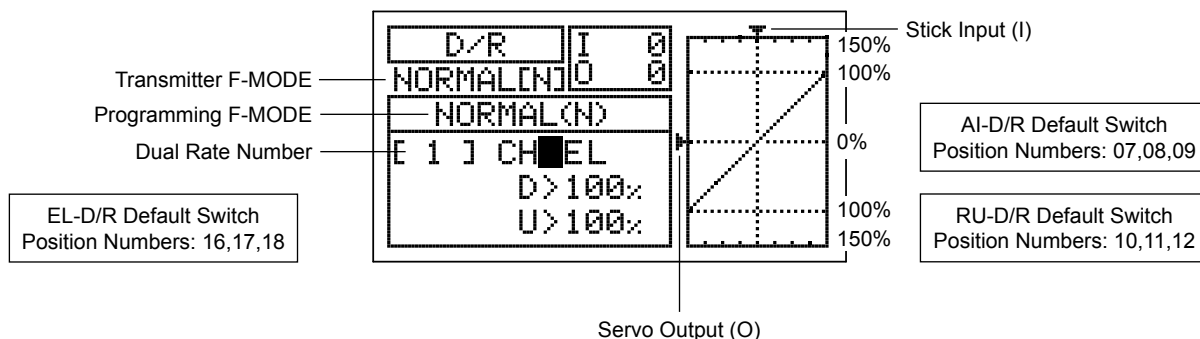 D/R
I 0
O 0
NORMAL[N]
NORMAL(N)
[ 1 ] CH EL
D>100%
U>100%
Transmitter F-MODE
Programming F-MODE
Dual Rate Number
EL-D/R Default Switch
Position Numbers: 16,17,18
Stick Input (I)
150%
100%
0%
100%
150%
AI-D/R Default Switch
Position Numbers: 07,08,09
RU-D/R Default Switch
Position Numbers: 10,11,12
Servo Output (O)